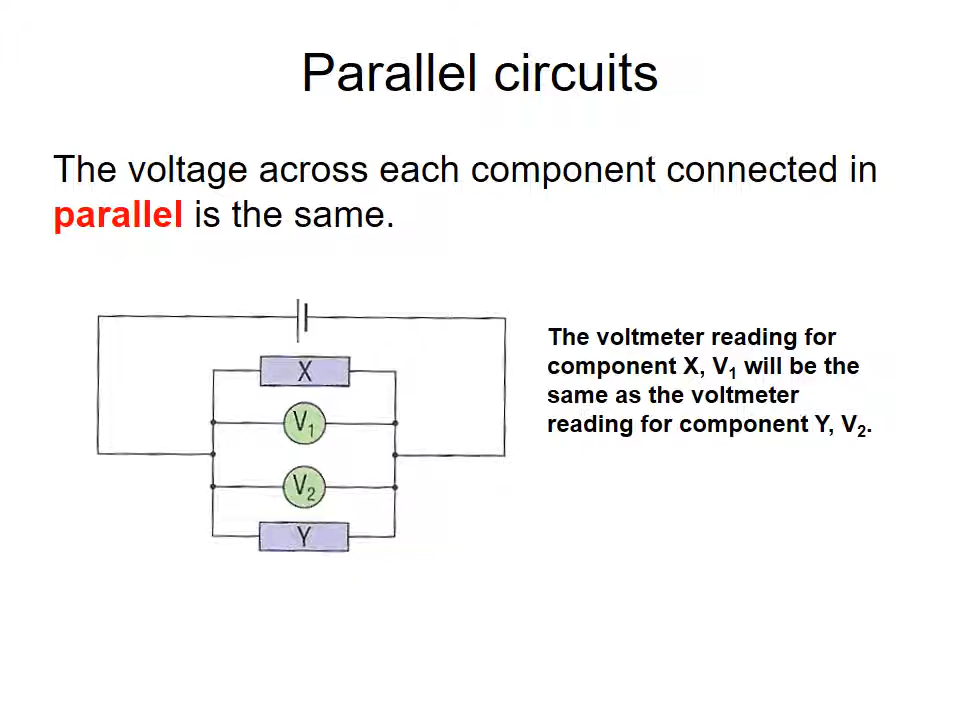 Parallel circuits
The voltage across each component connected in
parallel is the same.
X
V₁
V₂
Y
The voltmeter reading for
component X, V₁ will be the
same as the voltmeter
reading for component Y, V₂.